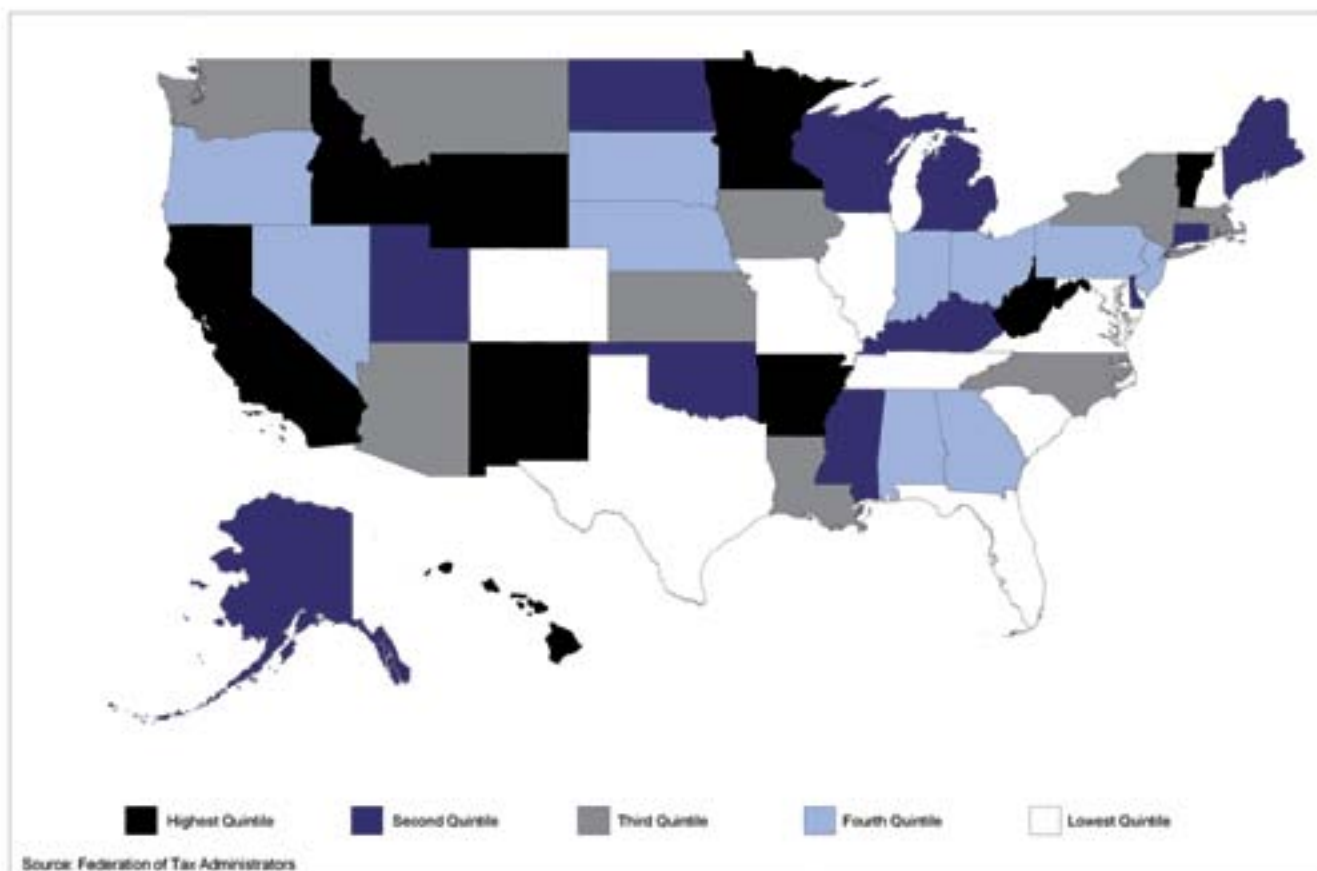 Highest Quintile
Second Quintile
Third Quintile
Fourth Quintile
Lowest Quintile
Source: Federation of Tax Administrators